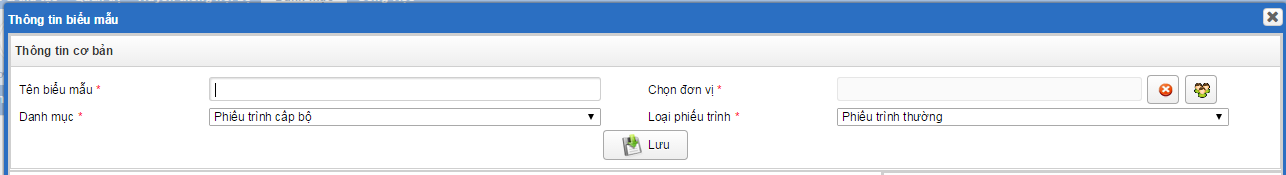 Thông tin biểu mẫu
Thông tin cơ bản
Tên biểu mẫu * Chọn đơn vị *
Danh mục * Phiếu trình cấp bộ Loại phiếu trình * Phiếu trình thường
Lưu